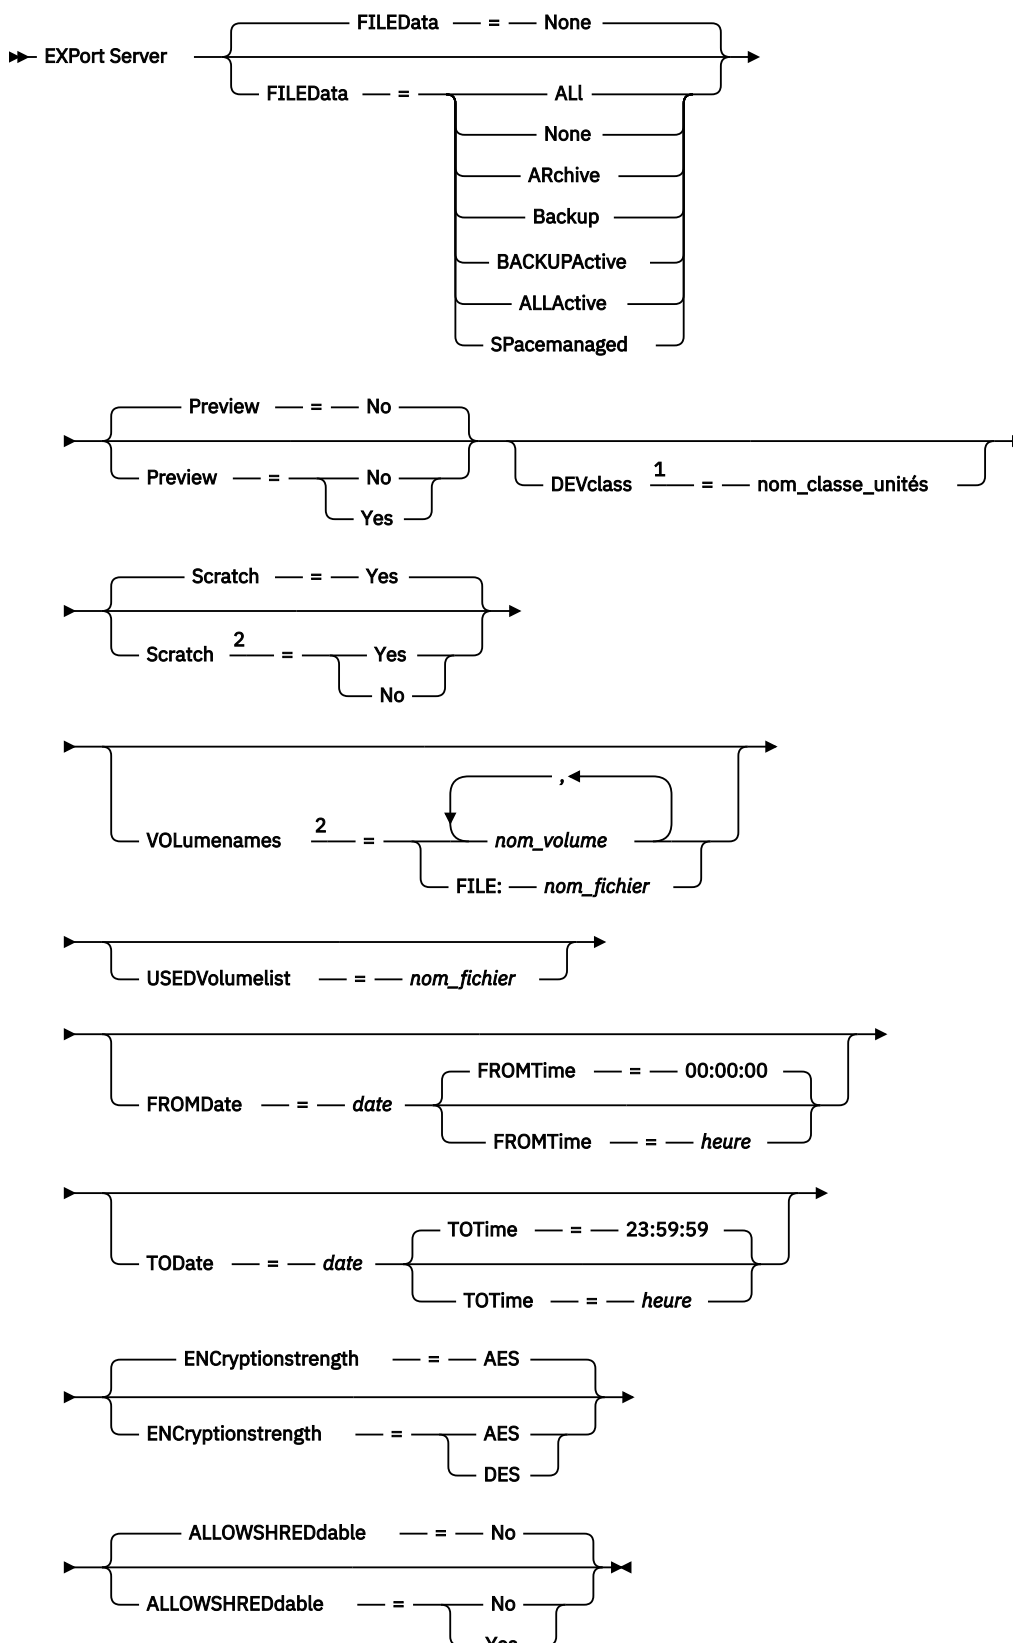 FILEData = None
EXPort Server
FILEData = ALl
None
ARchive
Backup
BACKUPActive
ALLActive
SPacemanaged
Preview = No
Preview = No
Yes
DEVclass 1 = nom_classe_unités
Scratch = Yes
Scratch 2 = Yes
No
,
VOLumenames 2 = nom_volume
FILE: nom_fichier
USEDVolumelist = nom_fichier
FROMTime = 00:00:00
FROMDate = date
FROMTime = heure
TOTime = 23:59:59
TODate = date
TOTime = heure
ENCryptionstrength = AES
ENCryptionstrength = AES
DES
ALLOWSHREDdable = No
ALLOWSHREDdable = No
Yes